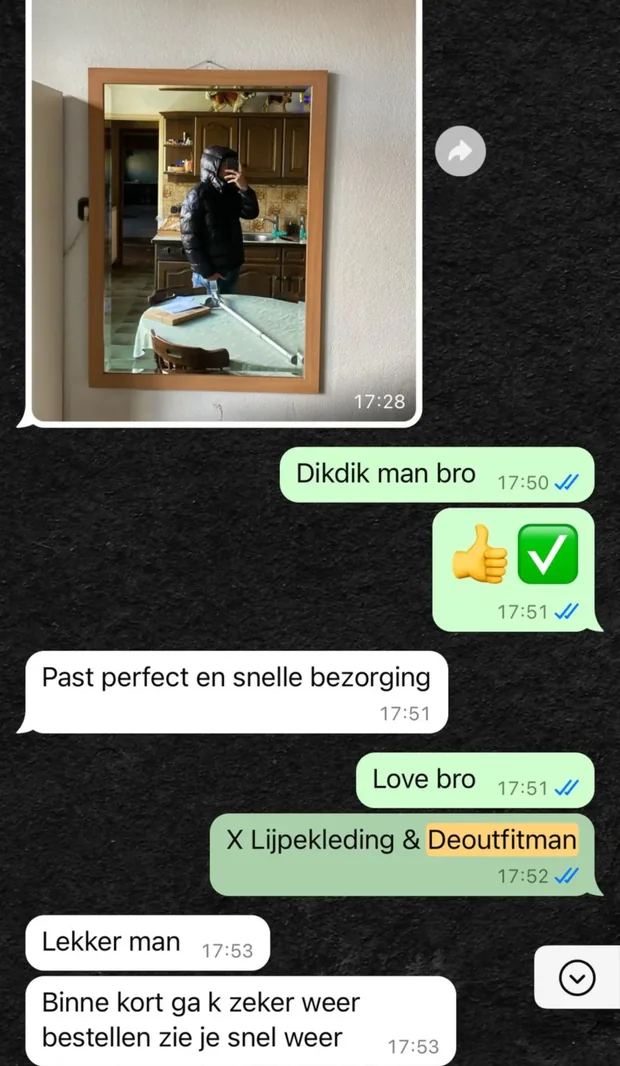 17:28
Dikdik man bro 17:50
👍✅
17:51
Past perfect en snelle bezorging
17:51
Love bro 17:51
X Lijpekleding & Deoutfitman
17:52
Lekker man 17:53
Binne kort ga k zeker weer
bestellen zie je snel weer 17:53